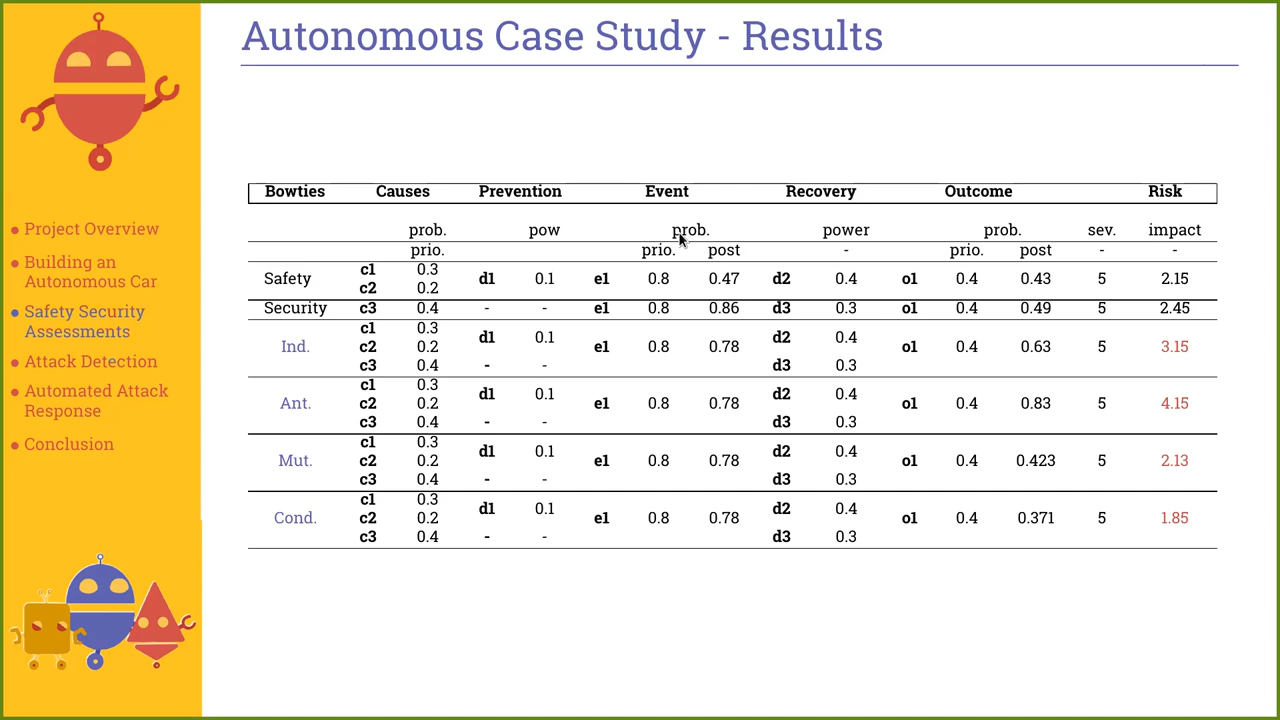 Autonomous Case Study - Results
Project Overview
Building an
Autonomous Car
Safety Security
Assessments
Attack Detection
Automated Attack
Response
Conclusion
Bowties Causes Prevention Event Recovery Outcome Risk
prob. pow prob. power prob. sev. impact
prio. prio. post - prio. post - -
c1 0.3
Safety d1 0.1 e1 0.8 0.47 d2 0.4 o1 0.4 0.43 5 2.15
c2 0.2
Security c3 0.4 - - e1 0.8 0.86 d3 0.3 o1 0.4 0.49 5 2.45
c1 0.3
d1 0.1 d2 0.4
Ind. c2 0.2 e1 0.8 0.78 o1 0.4 0.63 5 3.15
c3 0.4 - - d3 0.3
c1 0.3
d1 0.1 d2 0.4
Ant. c2 0.2 e1 0.8 0.78 o1 0.4 0.83 5 4.15
c3 0.4 - - d3 0.3
c1 0.3
d1 0.1 d2 0.4
Mut. c2 0.2 e1 0.8 0.78 o1 0.4 0.423 5 2.13
c3 0.4 - - d3 0.3
c1 0.3
d1 0.1 d2 0.4
Cond. c2 0.2 e1 0.8 0.78 o1 0.4 0.371 5 1.85
c3 0.4 - - d3 0.3